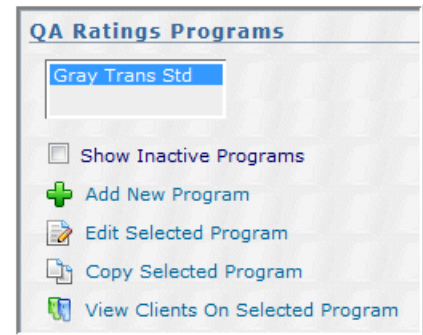 QA Ratings Programs
Gray Trans Std
Show Inactive Programs
Add New Program
Edit Selected Program
Copy Selected Program
View Clients On Selected Program